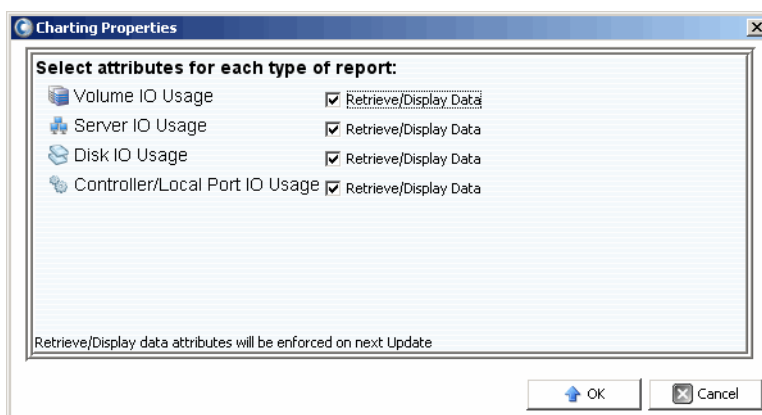 Charting Properties
Select attributes for each type of report:
Volume IO Usage Retrieve/Display Data
Server IO Usage Retrieve/Display Data
Disk IO Usage Retrieve/Display Data
Controller/Local Port IO Usage Retrieve/Display Data
Retrieve/Display data attributes will be enforced on next Update
OK Cancel